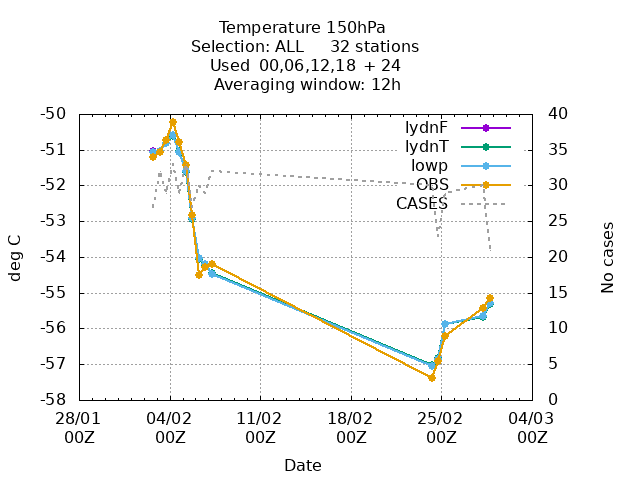 Temperature 150hPa
Selection: ALL 32 stations
Used 00,06,12,18 + 24
Averaging window: 12h
-50
-51
-52
-53
-54
-55
-56
-57
-58
deg C
40
35
30
25
20
15
10
5
0
No cases
lydnF
lydnT
lowp
OBS
CASES
28/01 04/02 11/02 18/02 25/02 04/03
00Z 00Z 00Z 00Z 00Z 00Z
Date